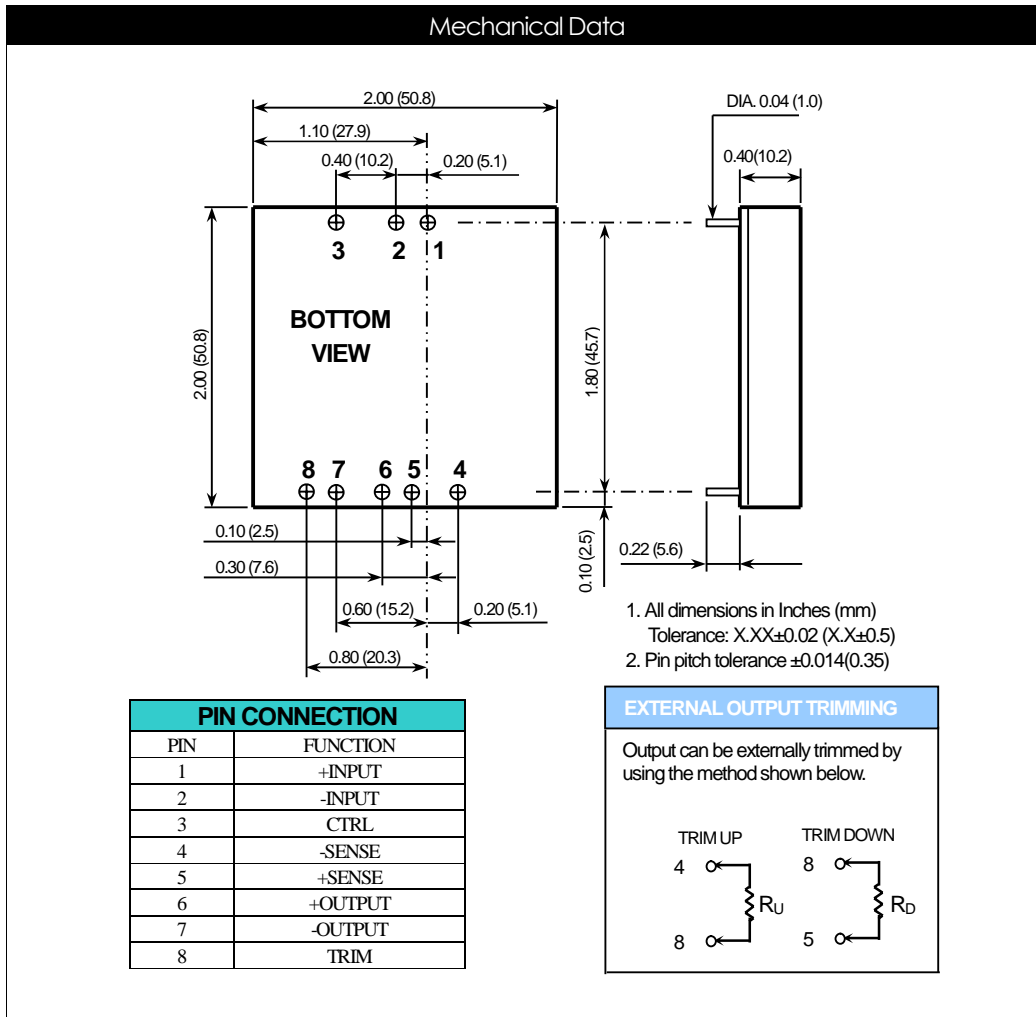 Mechanical Data
2.00 (50.8)
DIA. 0.04 (1.0)
1.10 (27.9)
0.40 (10.2)
0.20 (5.1)
0.40(10.2)
3
2
1
BOTTOM
VIEW
2.00 (50.8)
1.80 (45.7)
8
7
6
5
4
0.10 (2.5)
0.10 (2.5)
0.22 (5.6)
0.30 (7.6)
0.60 (15.2)
0.20 (5.1)
0.80 (20.3)
1. All dimensions in Inches (mm)
Tolerance: X.XX±0.02 (X.X±0.5)
2. Pin pitch tolerance ±0.014(0.35)
PIN CONNECTION
PIN FUNCTION
1 +INPUT
2 -INPUT
3 CTRL
4 -SENSE
5 +SENSE
6 +OUTPUT
7 -OUTPUT
8 TRIM
EXTERNAL OUTPUT TRIMMING
Output can be externally trimmed by
using the method shown below.
TRIM UP
TRIM DOWN
4
8
RU
RD
8
5